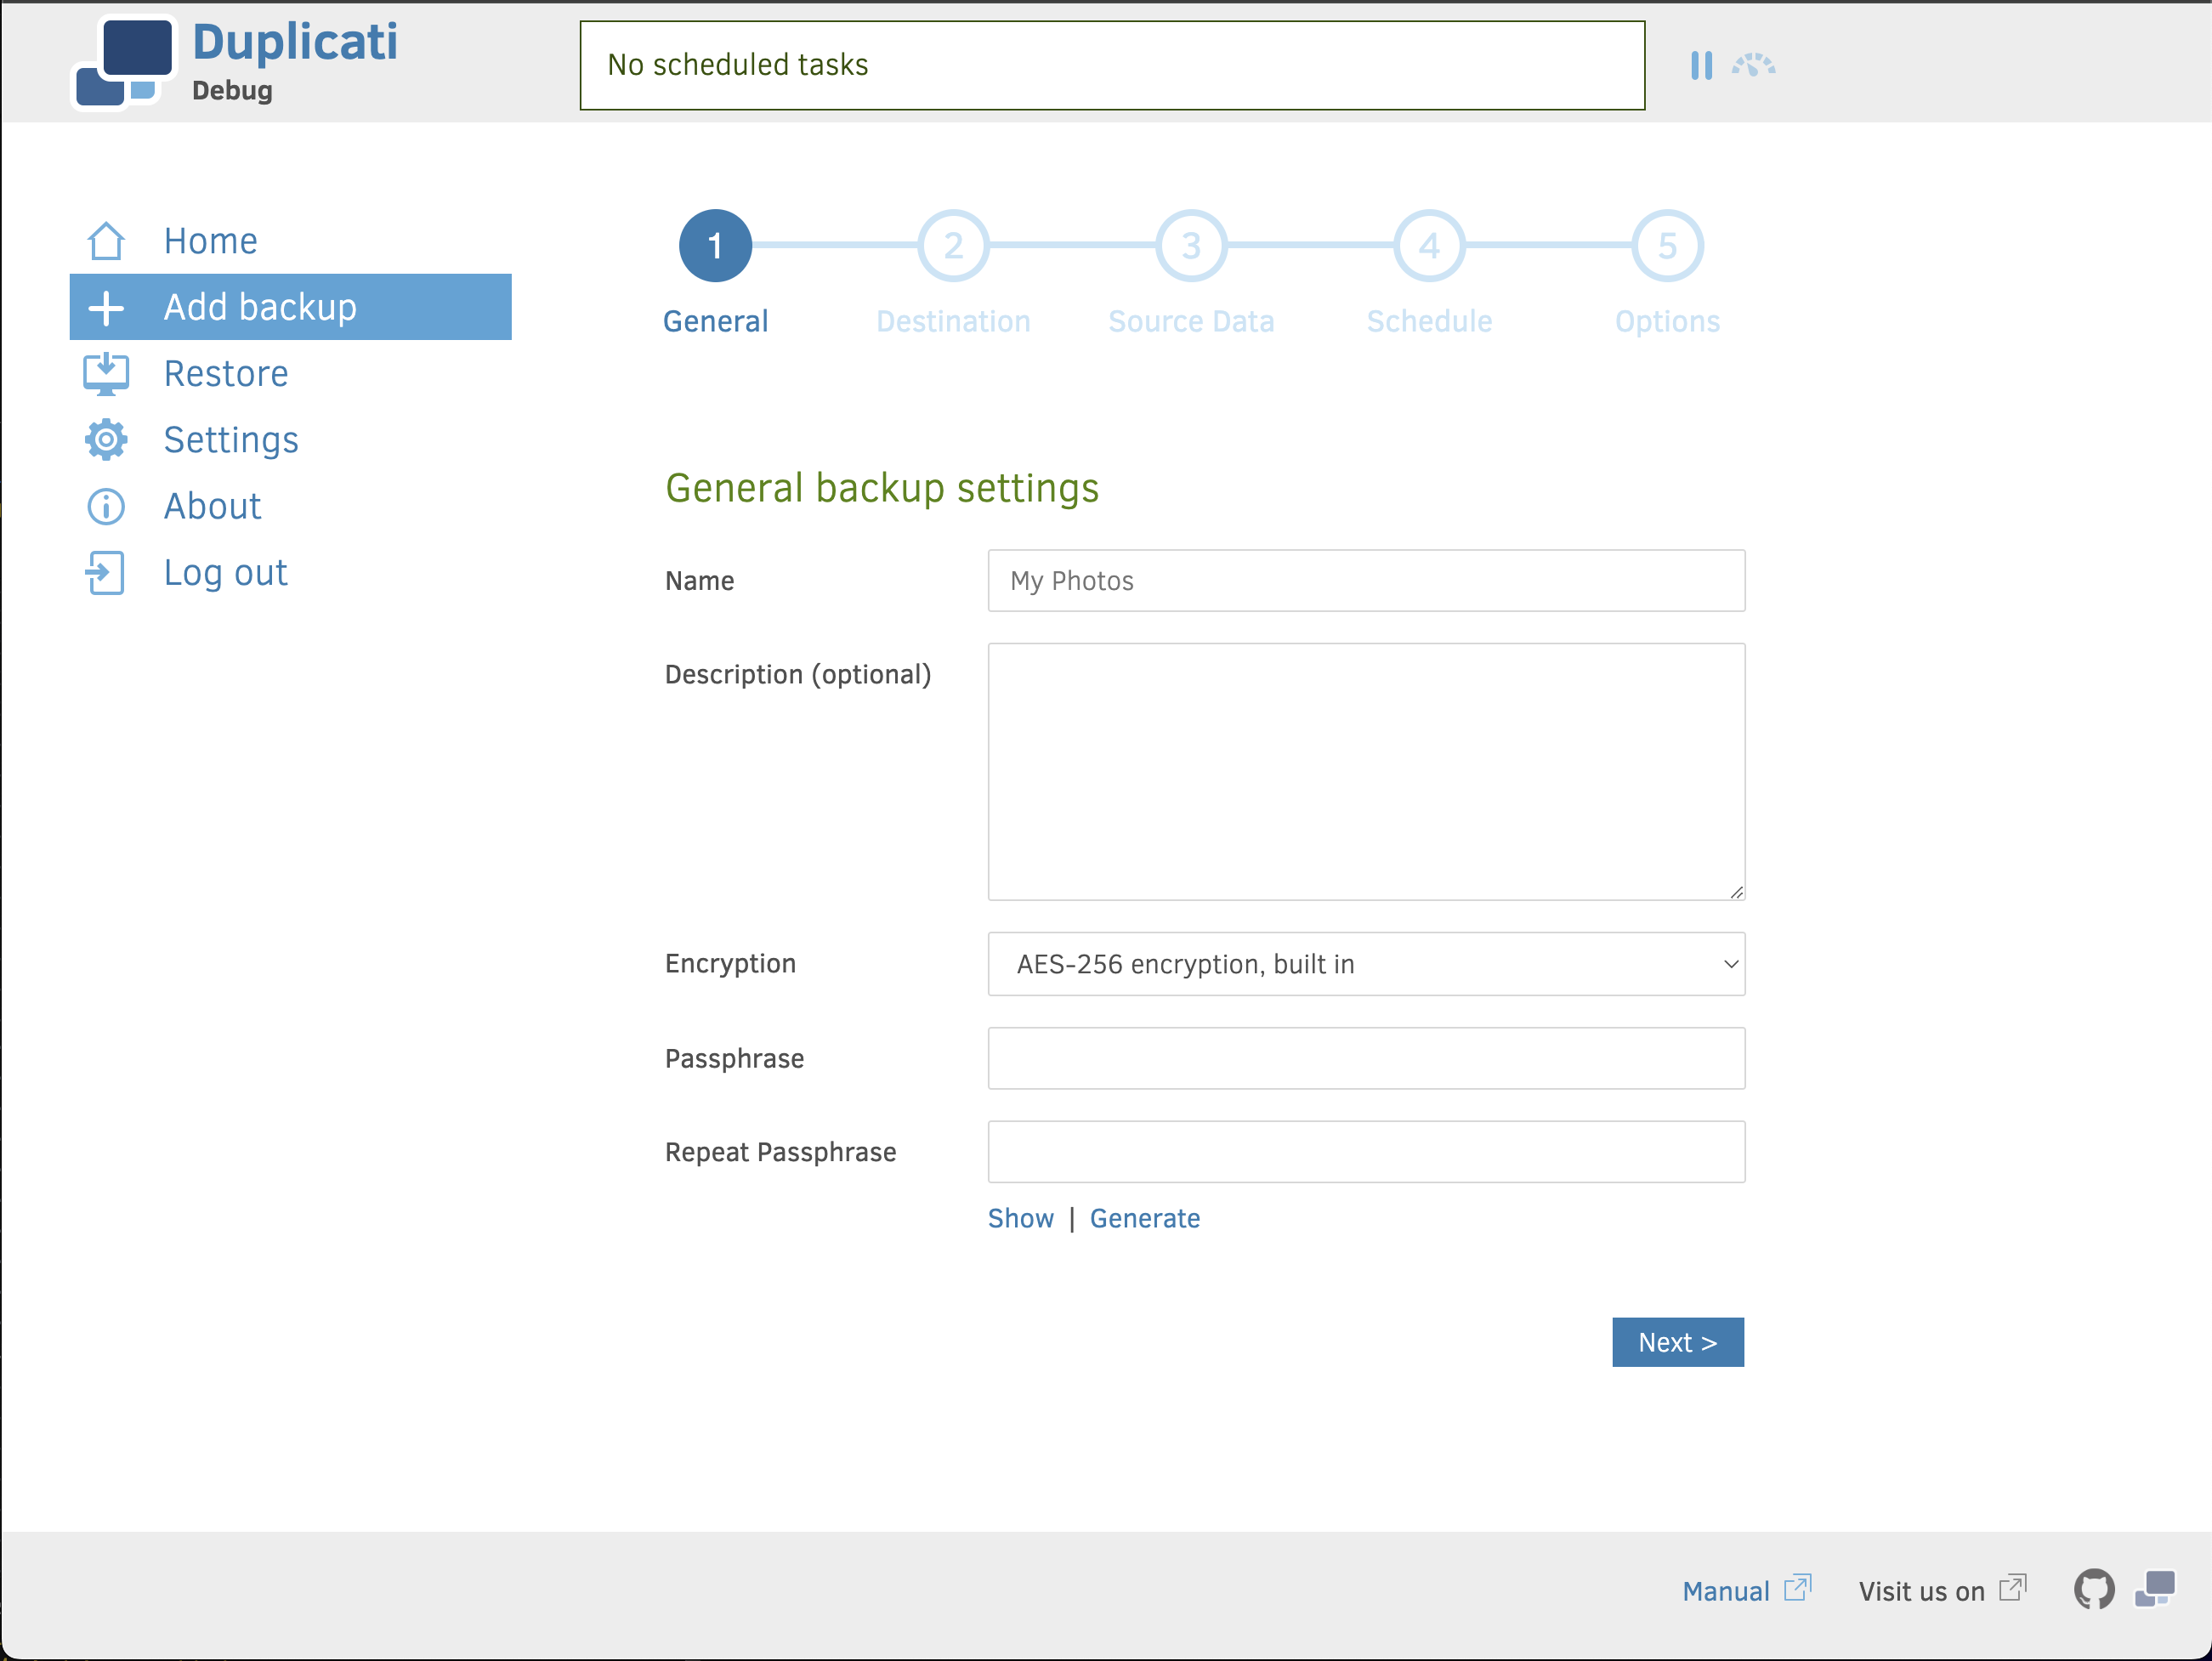 Duplicati
Debug
No scheduled tasks
Home
Add backup
Restore
Settings
About
Log out
1
2
3
4
5
General
Destination
Source Data
Schedule
Options
General backup settings
Name
My Photos
Description (optional)
Encryption
AES-256 encryption, built in
Passphrase
Repeat Passphrase
Show | Generate
Next >
Manual
Visit us on